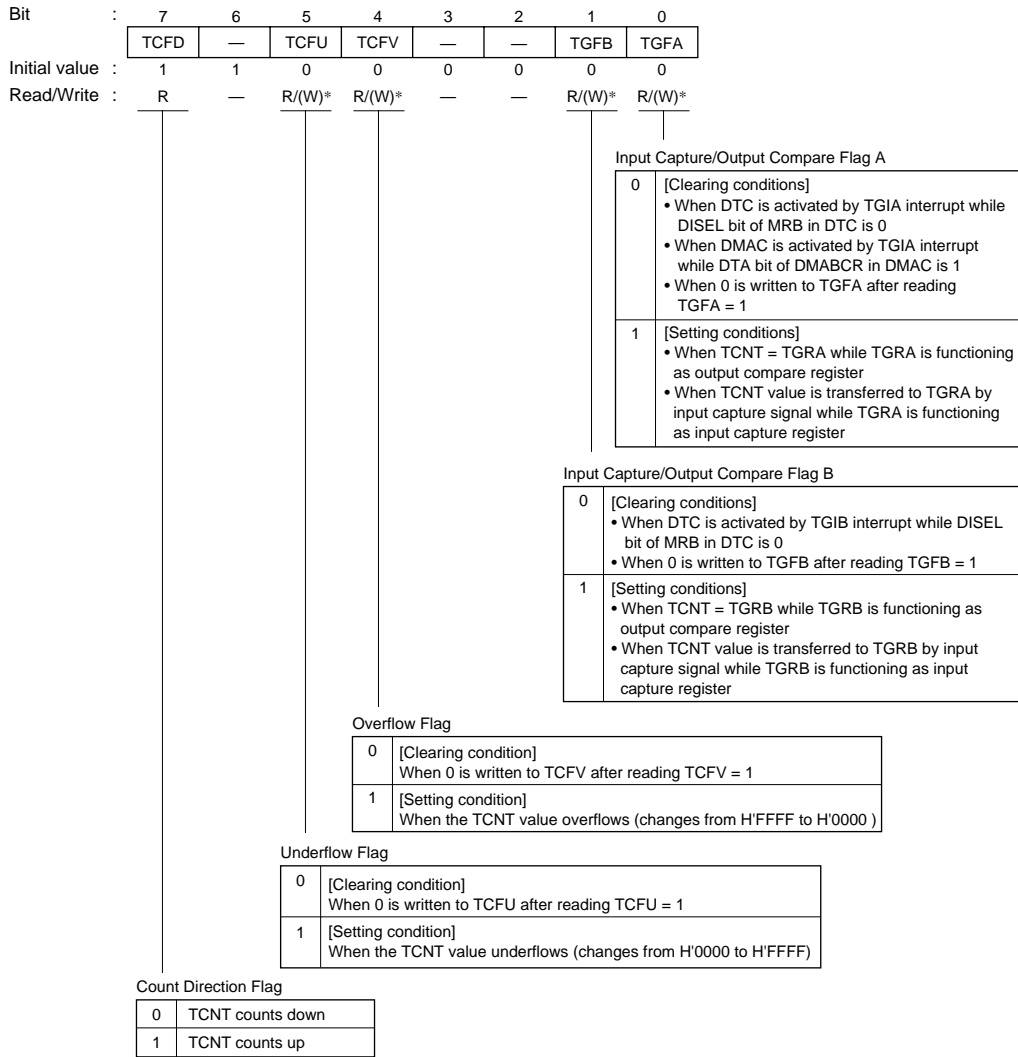 Bit : 7 6 5 4 3 2 1 0
TCFD — TCFU TCFV — — TGFB TGFA
Initial value : 1 1 0 0 0 0 0 0
Read/Write : R — R/(W)* R/(W)* — — R/(W)* R/(W)*
Input Capture/Output Compare Flag A
0 [Clearing conditions]
• When DTC is activated by TGIA interrupt while
DISEL bit of MRB in DTC is 0
• When DMAC is activated by TGIA interrupt
while DTA bit of DMABCR in DMAC is 1
• When 0 is written to TGFA after reading
TGFA = 1
1 [Setting conditions]
• When TCNT = TGRA while TGRA is functioning
as output compare register
• When TCNT value is transferred to TGRA by
input capture signal while TGRA is functioning
as input capture register
Input Capture/Output Compare Flag B
0 [Clearing conditions]
• When DTC is activated by TGIB interrupt while DISEL
bit of MRB in DTC is 0
• When 0 is written to TGFB after reading TGFB = 1
1 [Setting conditions]
• When TCNT = TGRB while TGRB is functioning as
output compare register
• When TCNT value is transferred to TGRB by input
capture signal while TGRB is functioning as input
capture register
Overflow Flag
0 [Clearing condition]
When 0 is written to TCFV after reading TCFV = 1
1 [Setting condition]
When the TCNT value overflows (changes from H'FFFF to H'0000 )
Underflow Flag
0 [Clearing condition]
When 0 is written to TCFU after reading TCFU = 1
1 [Setting condition]
When the TCNT value underflows (changes from H'0000 to H'FFFF)
Count Direction Flag
0 TCNT counts down
1 TCNT counts up